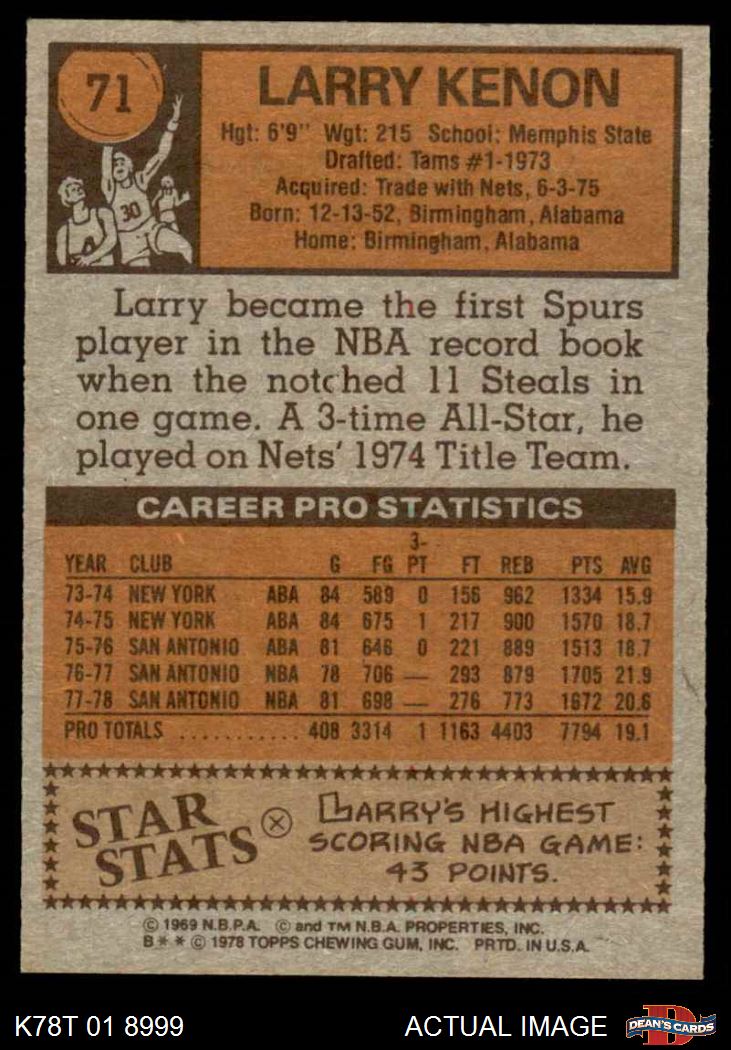 71
LARRY KENON
Hgt: 6'9" Wgt: 215 School: Memphis State
Drafted: Tams #1-1973
Acquired: Trade with Nets, 6-3-75
Born: 12-13-52, Birmingham, Alabama
Home: Birmingham, Alabama
30
Larry became the first Spurs
player in the NBA record book
when the notched 11 Steals in
one game. A 3-time All-Star, he
played on Nets' 1974 Title Team.
CAREER PRO STATISTICS
YEAR CLUB G FG 3-PT FT REB PTS AVG
73-74 NEW YORK ABA 84 589 0 156 962 1334 15.9
74-75 NEW YORK ABA 84 675 1 217 900 1570 18.7
75-76 SAN ANTONIO ABA 81 646 0 221 889 1513 18.7
76-77 SAN ANTONIO NBA 78 706 — 293 879 1705 21.9
77-78 SAN ANTONIO NBA 81 698 — 276 773 1672 20.6
PRO TOTALS ........... 408 3314 1 1163 4403 7794 19.1
STAR STATS
LARRY'S HIGHEST
SCORING NBA GAME:
43 POINTS.
© 1969 N.B.P.A. © and TM N.B.A. PROPERTIES, INC.
B * * © 1978 TOPPS CHEWING GUM, INC. PRTD. IN U.S.A.
K78T 01 8999 ACTUAL IMAGE DEAN'S CARDS